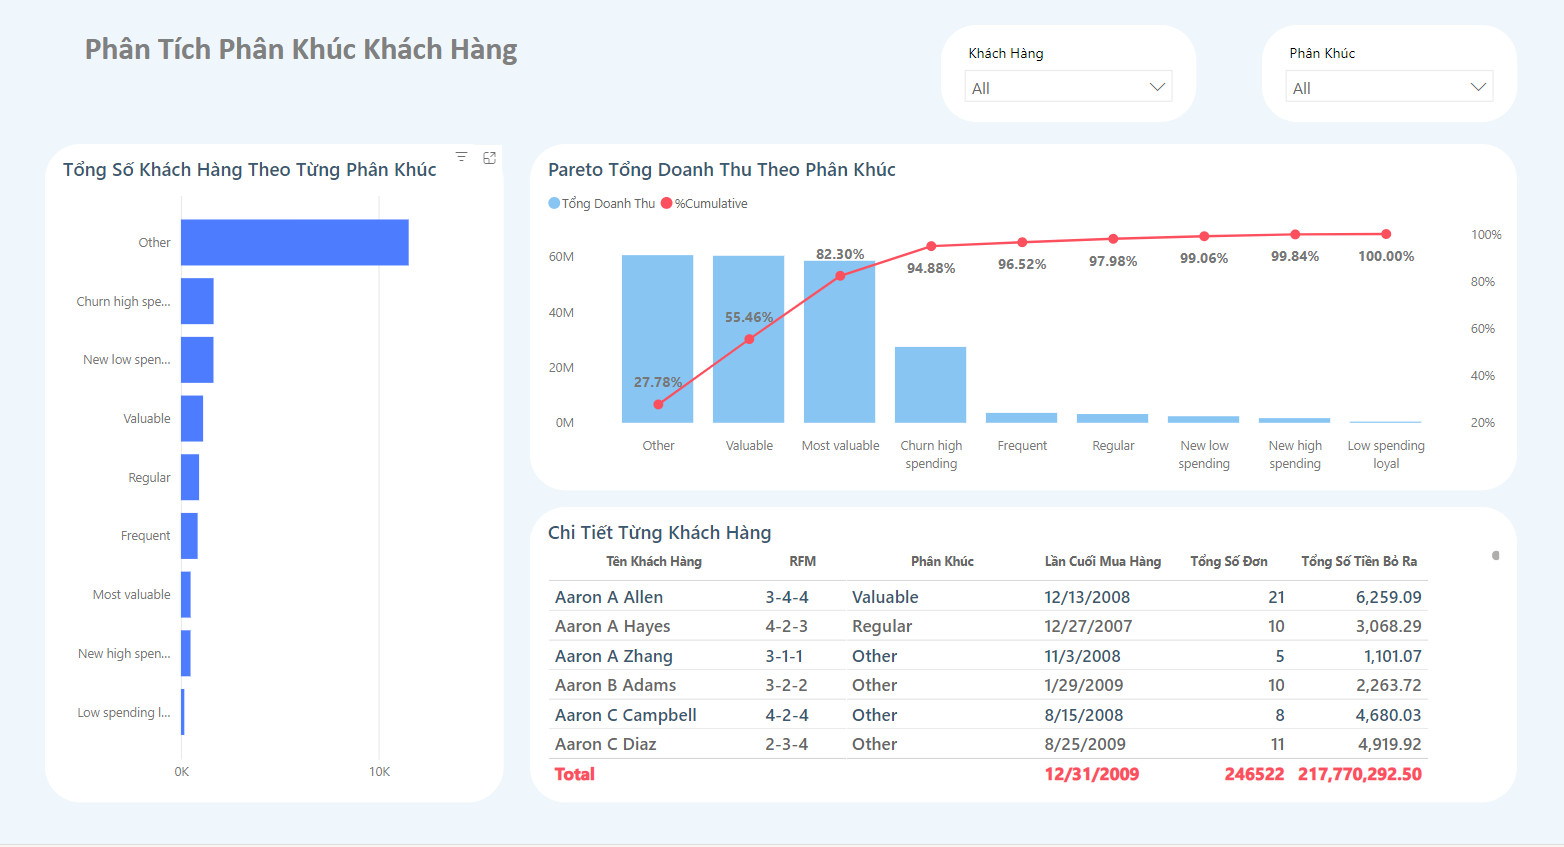 Phân Tích Phân Khúc Khách Hàng
Khách Hàng
All
Phân Khúc
All
Tổng Số Khách Hàng Theo Từng Phân Khúc
Other
Churn high spe...
New low spen...
Valuable
Regular
Frequent
Most valuable
New high spen...
Low spending l...
0K 10K
Pareto Tổng Doanh Thu Theo Phân Khúc
Tổng Doanh Thu %Cumulative
60M
40M
20M
0M
27.78%
55.46%
82.30%
94.88%
96.52%
97.98%
99.06%
99.84%
100.00%
100%
80%
60%
40%
20%
Other
Valuable
Most valuable
Churn high
spending
Frequent
Regular
New low
spending
New high
spending
Low spending
loyal
Chi Tiết Từng Khách Hàng
Tên Khách Hàng RFM Phân Khúc Lần Cuối Mua Hàng Tổng Số Đơn Tổng Số Tiền Bỏ Ra
Aaron A Allen 3-4-4 Valuable 12/13/2008 21 6,259.09
Aaron A Hayes 4-2-3 Regular 12/27/2007 10 3,068.29
Aaron A Zhang 3-1-1 Other 11/3/2008 5 1,101.07
Aaron B Adams 3-2-2 Other 1/29/2009 10 2,263.72
Aaron C Campbell 4-2-4 Other 8/15/2008 8 4,680.03
Aaron C Diaz 2-3-4 Other 8/25/2009 11 4,919.92
Total 12/31/2009 246522 217,770,292.50